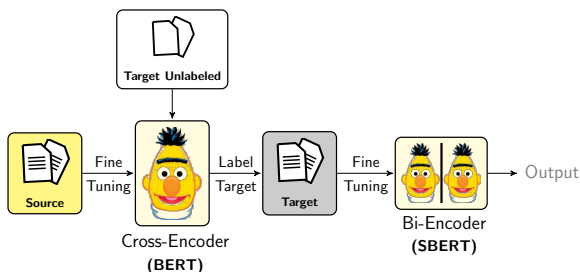 Target Unlabeled
Source
Fine
Tuning
Cross-Encoder
(BERT)
Label
Target
Target
Fine
Tuning
Bi-Encoder
(SBERT)
Output